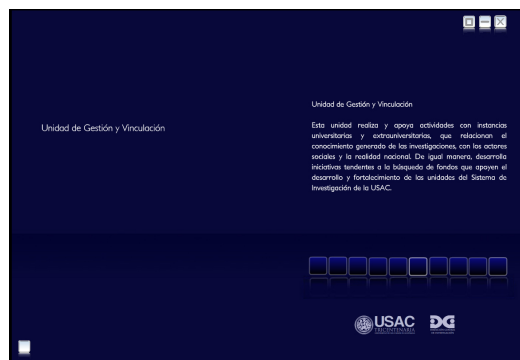 Unidad de Gestión y Vinculación
Unidad de Gestión y Vinculación
Esta unidad realiza y apoya actividades con instancias
universitarias y extrauniversitarias, que relacionan el
conocimiento generado de las investigaciones, con los actores
sociales y la realidad nacional. De igual manera, desarrolla
iniciativas tendentes a la búsqueda de fondos que apoyen el
desarrollo y fortalecimiento de las unidades del Sistema de
Investigación de la USAC.
USAC
TRICENTENARIA